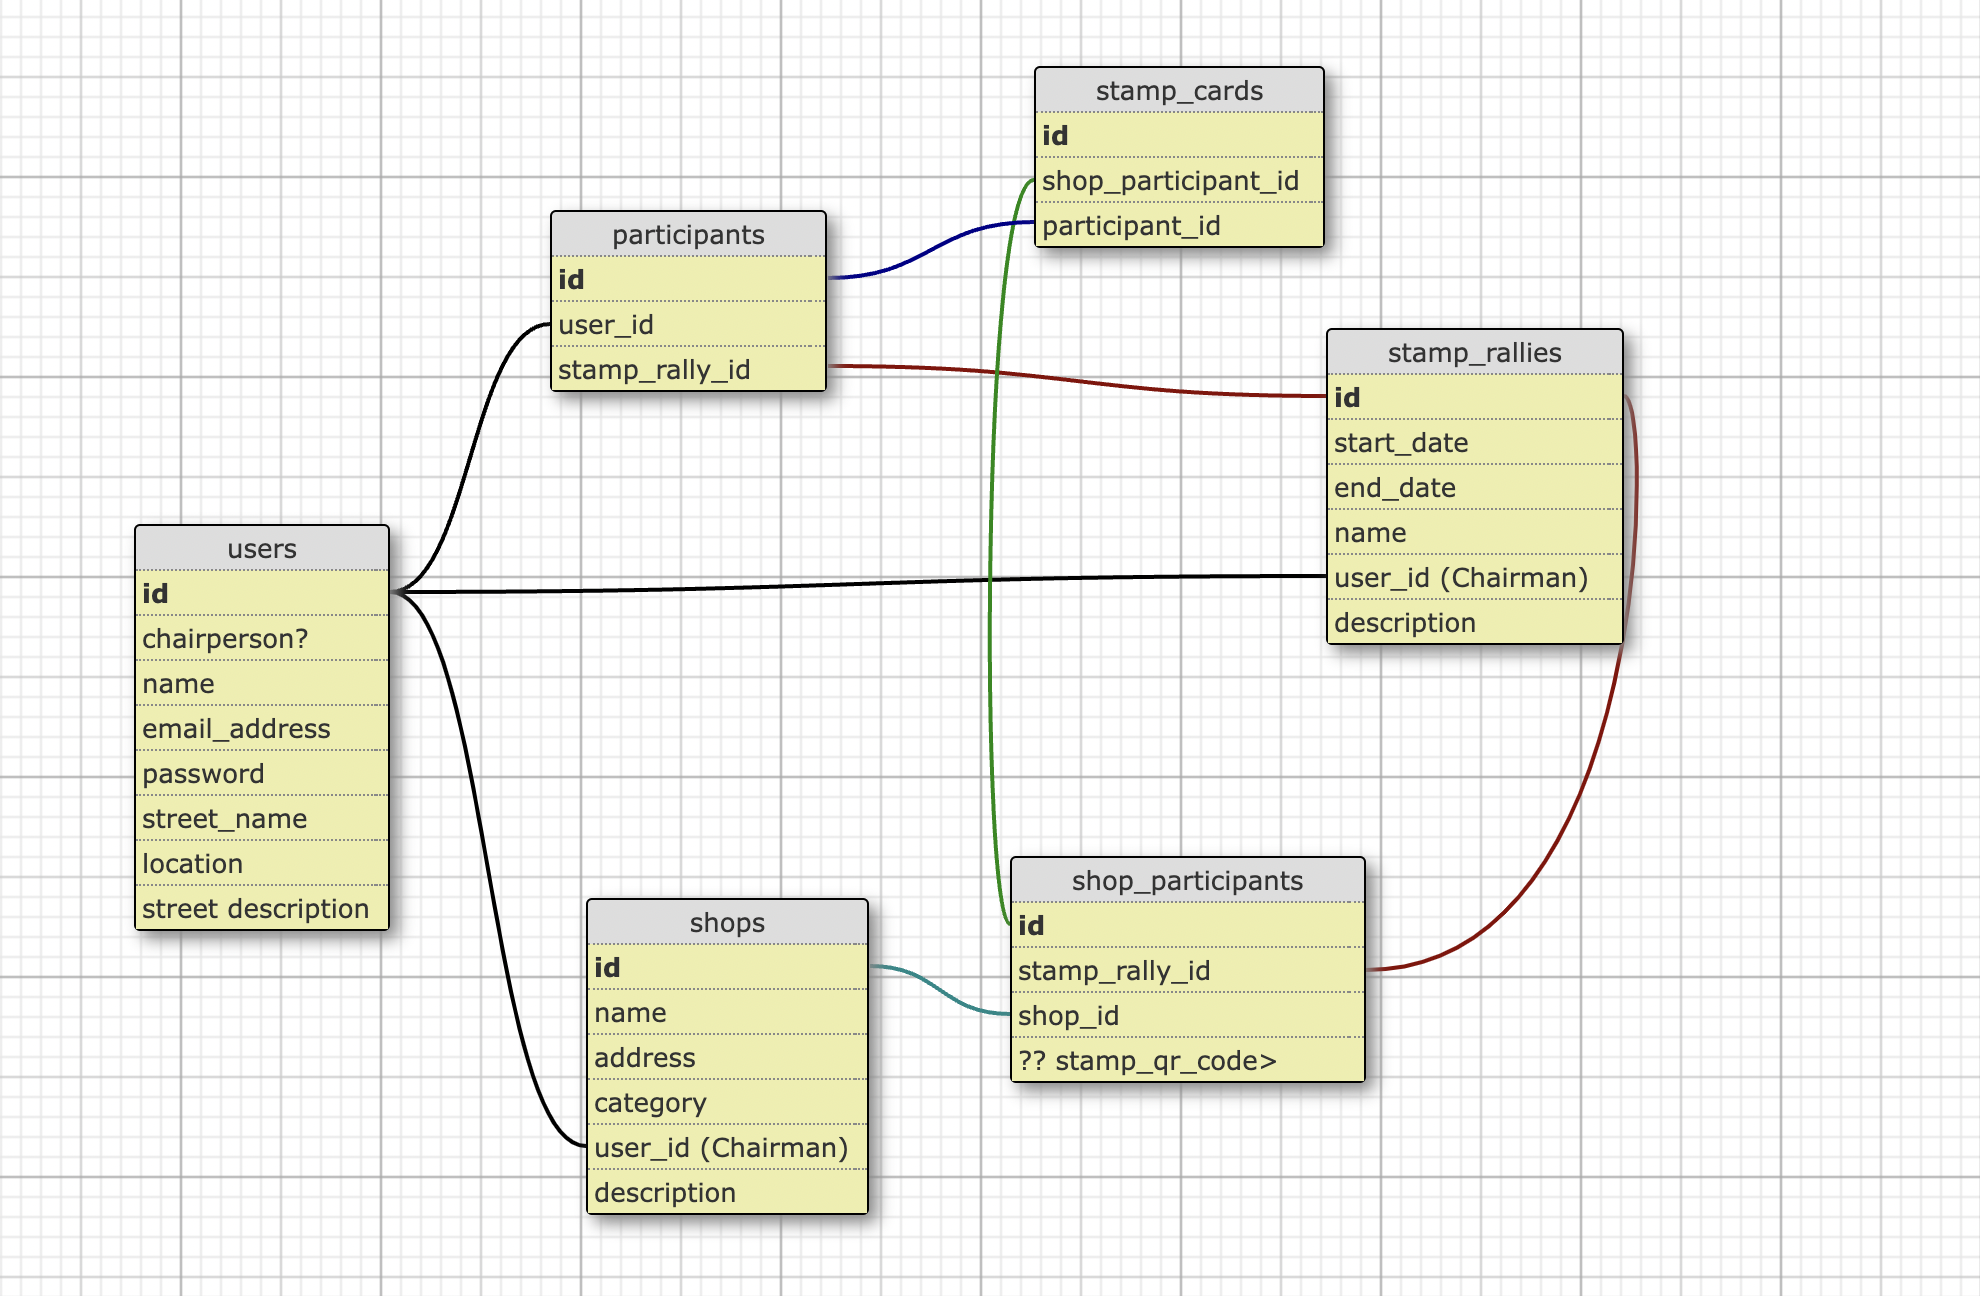 stamp_cards
id
shop_participant_id
participant_id
participants
id
user_id
stamp_rally_id
stamp_rallies
id
start_date
end_date
name
user_id (Chairman)
description
users
id
chairperson?
name
email_address
password
street_name
location
street description
shops
id
name
address
category
user_id (Chairman)
description
shop_participants
id
stamp_rally_id
shop_id
?? stamp_qr_code>